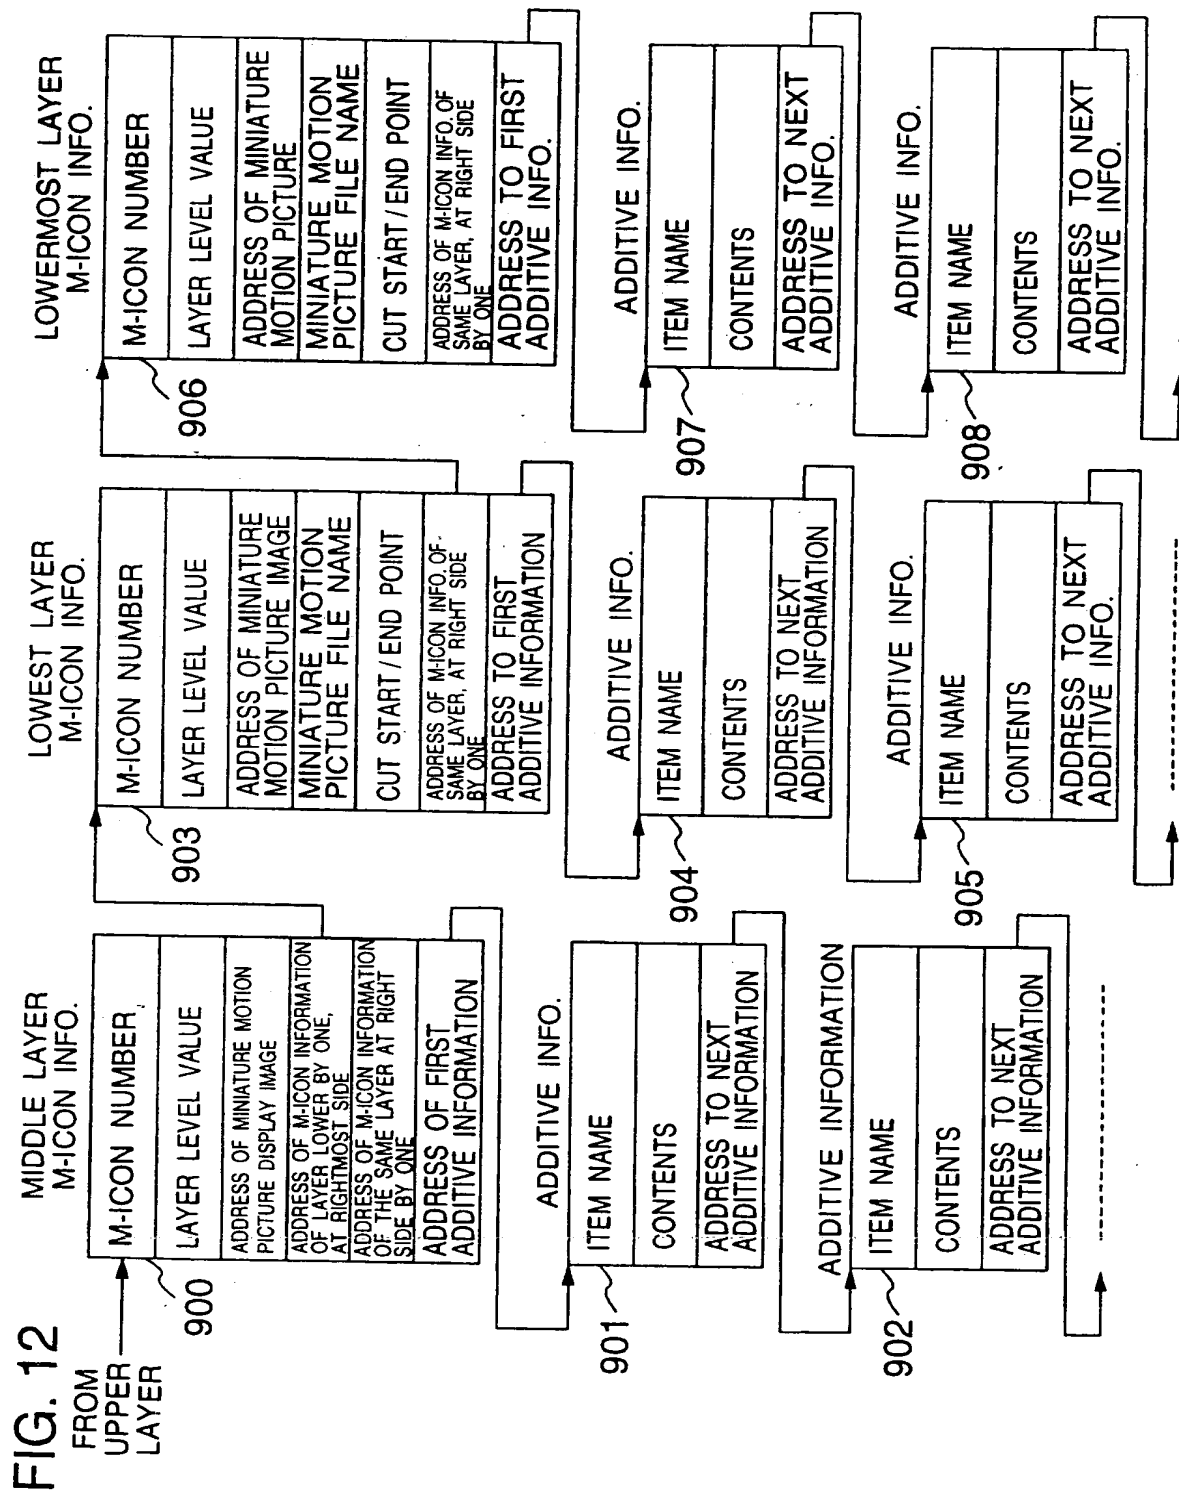 FIG. 12
FROM
UPPER
LAYER
MIDDLE LAYER
M-ICON INFO.
M-ICON NUMBER
LAYER LEVEL VALUE
ADDRESS OF MINIATURE MOTION
PICTURE DISPLAY IMAGE
ADDRESS OF M-ICON INFORMATION
OF LAYER LOWER BY ONE,
AT RIGHTMOST SIDE
ADDRESS OF M-ICON INFORMATION
OF THE SAME LAYER AT RIGHT
SIDE BY ONE
ADDRESS OF FIRST
ADDITIVE INFORMATION
900
ADDITIVE INFO.
ITEM NAME
CONTENTS
ADDRESS TO NEXT
ADDITIVE INFORMATION
901
ADDITIVE INFORMATION
ITEM NAME
CONTENTS
ADDRESS TO NEXT
ADDITIVE INFORMATION
902
LOWEST LAYER
M-ICON INFO.
M-ICON NUMBER
LAYER LEVEL VALUE
ADDRESS OF MINIATURE
MOTION PICTURE IMAGE
MINIATURE MOTION
PICTURE FILE NAME
CUT START/END POINT
ADDRESS OF M-ICON INFO. OF
SAME LAYER, AT RIGHT SIDE
BY ONE
ADDRESS TO FIRST
ADDITIVE INFORMATION
903
ADDITIVE INFO.
ITEM NAME
CONTENTS
ADDRESS TO NEXT
ADDITIVE INFORMATION
904
ADDITIVE INFO.
ITEM NAME
CONTENTS
ADDRESS TO NEXT
ADDITIVE INFO.
905
LOWERMOST LAYER
M-ICON INFO.
M-ICON NUMBER
LAYER LEVEL VALUE
ADDRESS OF MINIATURE
MOTION PICTURE
MINIATURE MOTION
PICTURE FILE NAME
CUT START/END POINT
ADDRESS OF M-ICON INFO. OF
SAME LAYER, AT RIGHT SIDE
BY ONE
ADDRESS TO FIRST
ADDITIVE INFO.
906
ADDITIVE INFO.
ITEM NAME
CONTENTS
ADDRESS TO NEXT
ADDITIVE INFO.
907
ADDITIVE INFO.
ITEM NAME
CONTENTS
ADDRESS TO NEXT
ADDITIVE INFO.
908